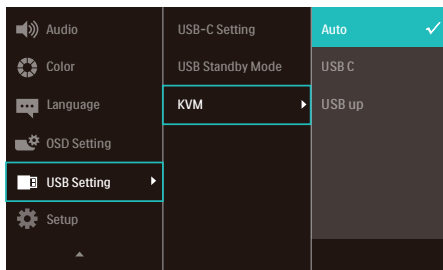 Audio
Color
Language
OSD Setting
USB Setting
Setup
USB-C Setting
USB Standby Mode
KVM
Auto
USB C
USB up